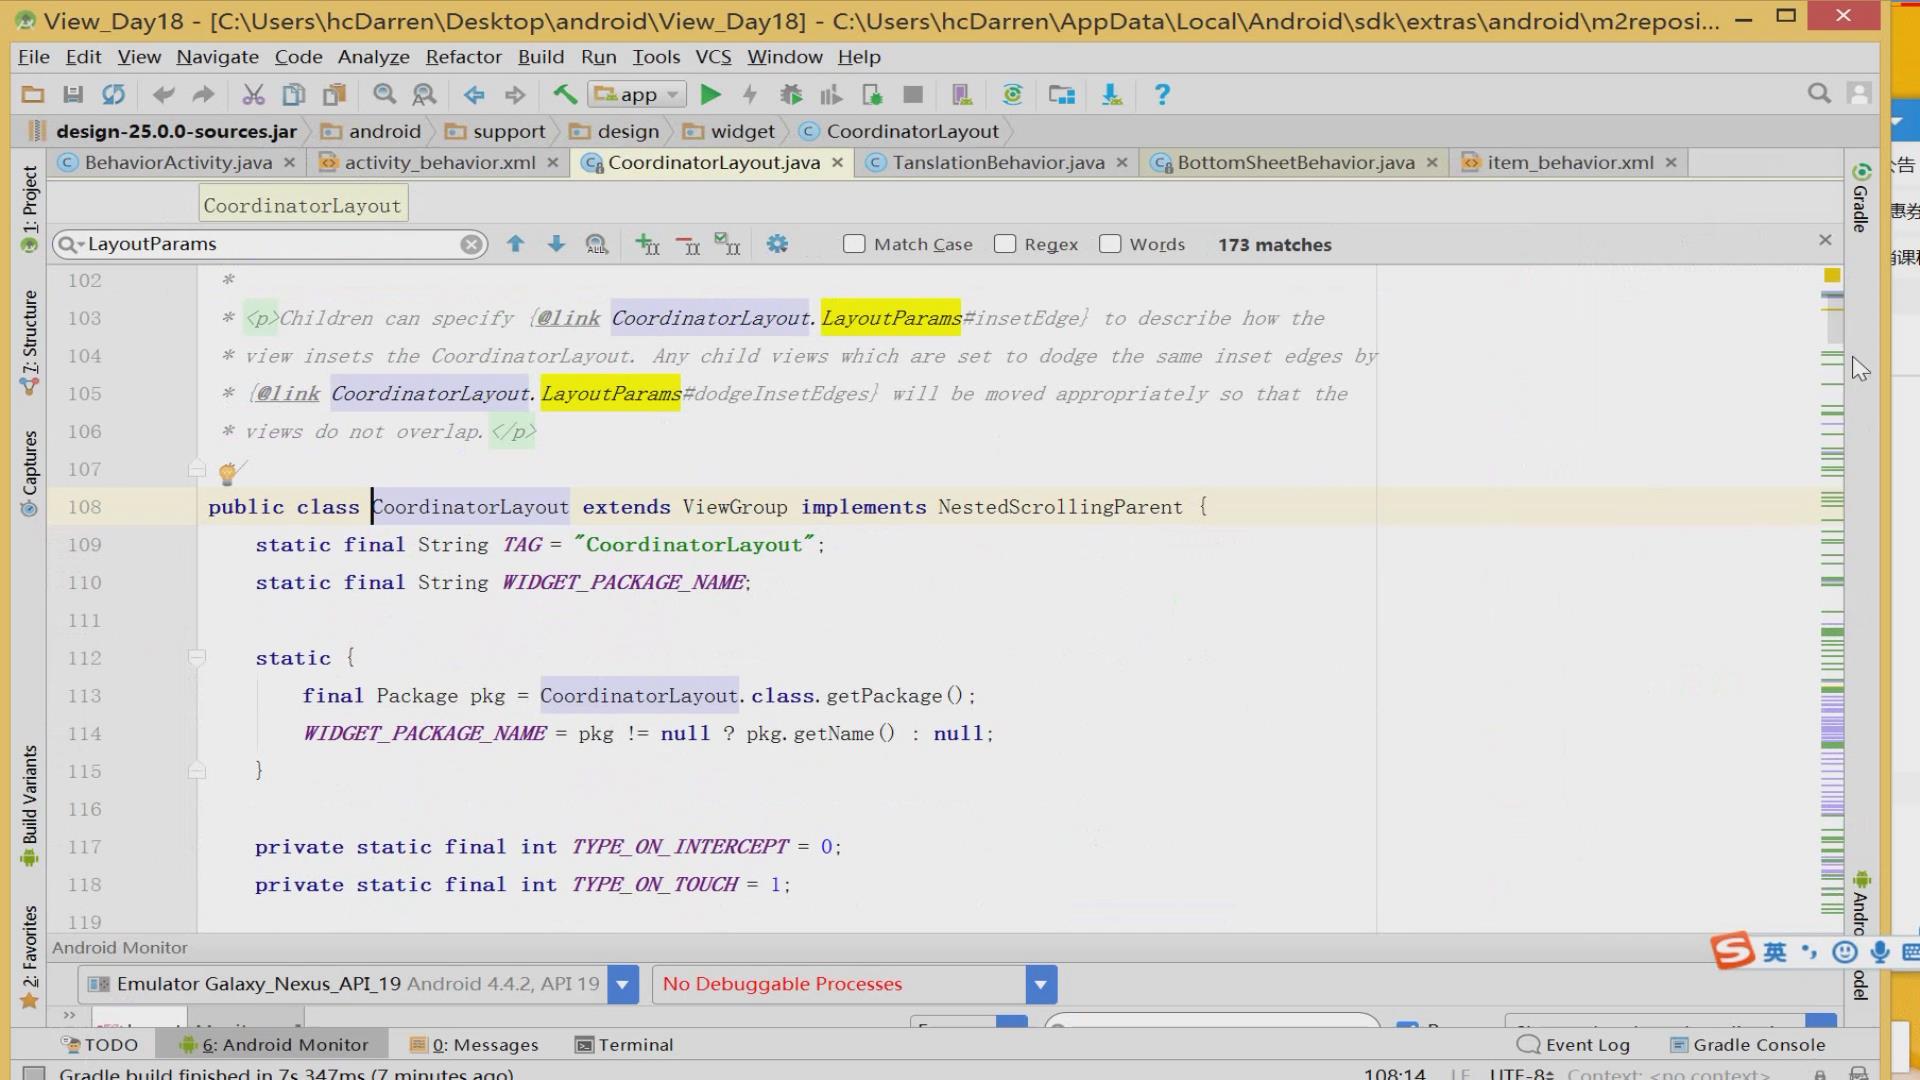 View_Day18 - [C:\Users\hcDarren\Desktop\android\View_Day18] - C:\Users\hcDarren\AppData\Local\Android\sdk\extras\android\m2reposi...
File Edit View Navigate Code Analyze Refactor Build Run Tools VCS Window Help
app
design-25.0.0-sources.jar android support design widget CoordinatorLayout
BehaviorActivity.java activity_behavior.xml CoordinatorLayout.java TanslationBehavior.java BottomSheetBehavior.java item_behavior.xml
CoordinatorLayout
LayoutParams Match Case Regex Words 173 matches
102 *
103 * <p>Children can specify {@link CoordinatorLayout.LayoutParams#insetEdge} to describe how the
104 * view insets the CoordinatorLayout. Any child views which are set to dodge the same inset edges by
105 * {@link CoordinatorLayout.LayoutParams#dodgeInsetEdges} will be moved appropriately so that the
106 * views do not overlap.</p>
107 */
108 public class CoordinatorLayout extends ViewGroup implements NestedScrollingParent {
109 static final String TAG = "CoordinatorLayout";
110 static final String WIDGET_PACKAGE_NAME;
111
112 static {
113 final Package pkg = CoordinatorLayout.class.getPackage();
114 WIDGET_PACKAGE_NAME = pkg != null ? pkg.getName() : null;
115 }
116
117 private static final int TYPE_ON_INTERCEPT = 0;
118 private static final int TYPE_ON_TOUCH = 1;
119
1: Project
7: Structure
Captures
Build Variants
2: Favorites
Gradle
公告
惠券
英
Android Monitor
Emulator Galaxy_Nexus_API_19 Android 4.4.2, API 19 No Debuggable Processes
TODO 6: Android Monitor 0: Messages Terminal Event Log Gradle Console
Gradle build finished in 7s 347ms (7 minutes ago) 108:14 LF UTF-8 Context: <no context>